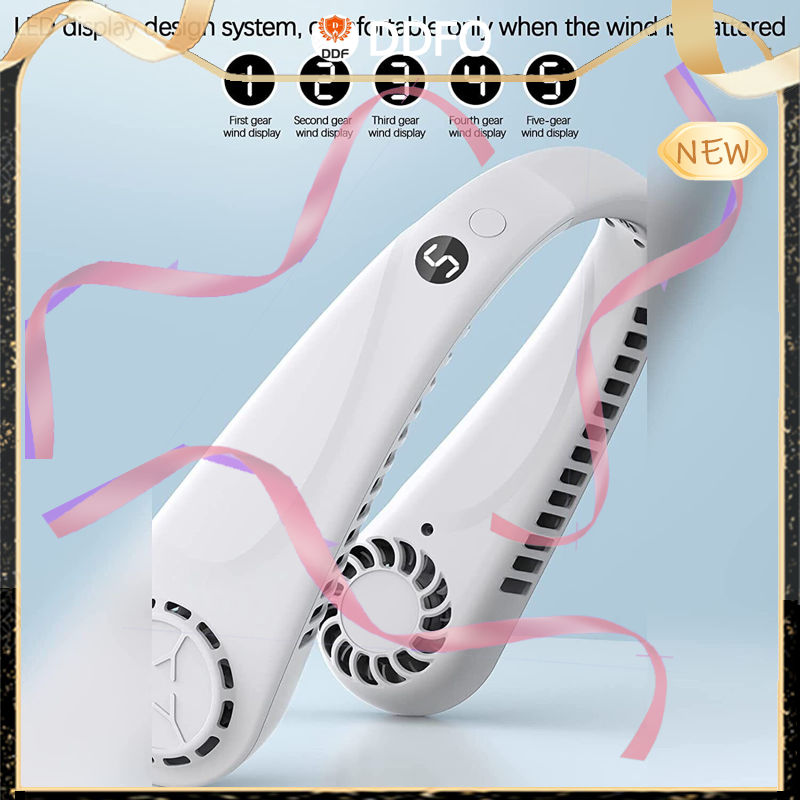 LED display design system, comfortable only when the wind is scattered
DDF
DDFO
1 2 3 4 5
First gear wind display
Second gear wind display
Third gear wind display
Fourth gear wind display
Five-gear wind display
NEW
5